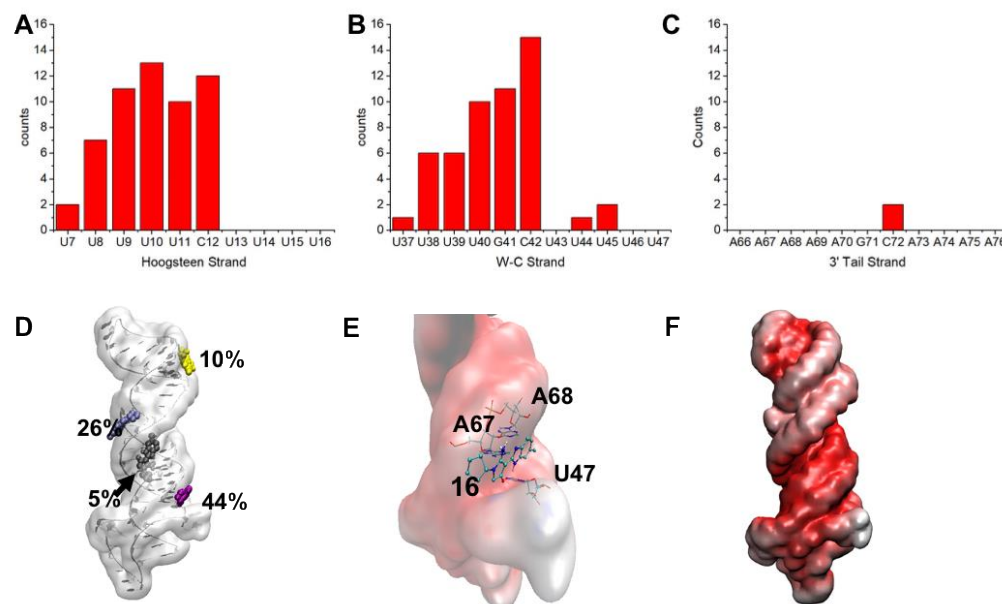 A
16
14
12
10
8
6
4
2
0
counts
U7 U8 U9 U10 U11 C12 U13 U14 U15 U16
Hoogsteen Strand
B
16
14
12
10
8
6
4
2
0
counts
U37 U38 U39 U40 G41 C42 U43 U44 U45 U46 U47
W-C Strand
C
16
14
12
10
8
6
4
2
0
Counts
A66 A67 A68 A69 A70 G71 C72 A73 A74 A75 A76
3' Tail Strand
D
10%
26%
5%
44%
E
A68
A67
16
U47
F